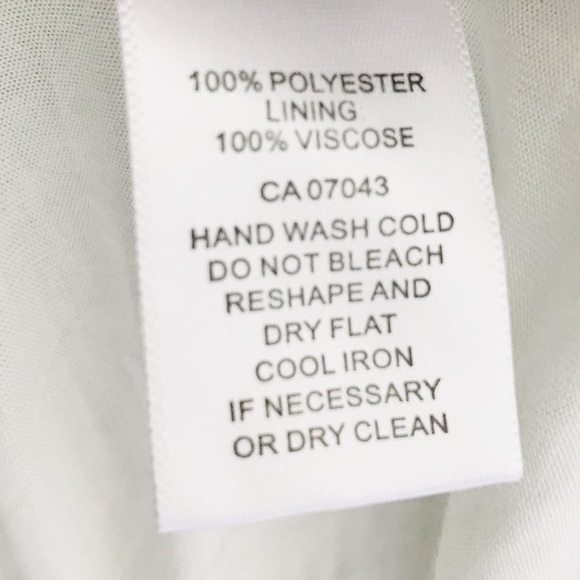 100% POLYESTER
LINING
100% VISCOSE
CA 07043
HAND WASH COLD
DO NOT BLEACH
RESHAPE AND
DRY FLAT
COOL IRON
IF NECESSARY
OR DRY CLEAN